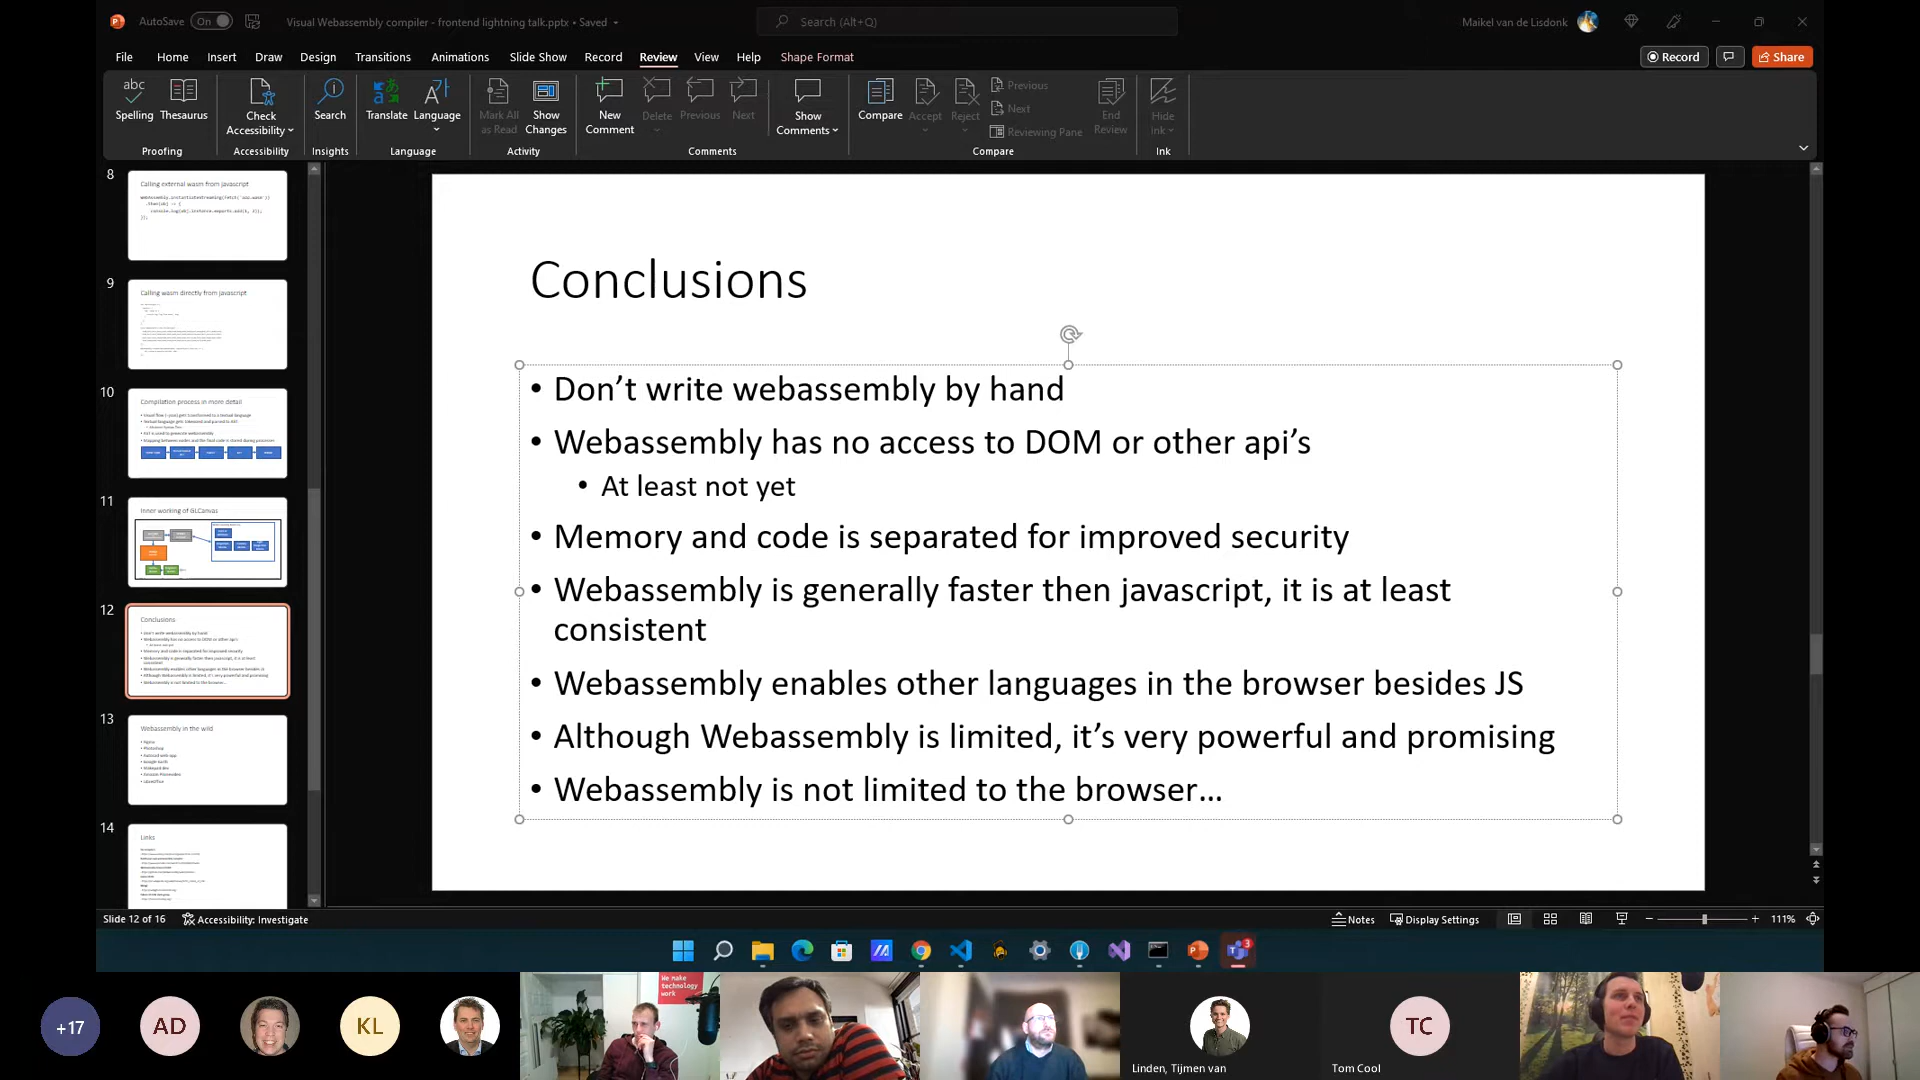 AutoSave On Visual Webassembly compiler - frontend lightning talk.pptx • Saved Search (Alt+Q) Maikel van de Lisdonk
File Home Insert Draw Design Transitions Animations Slide Show Record Review View Help Shape Format Record Share
abc
Spelling
Thesaurus
Proofing
Check
Accessibility
Accessibility
Search
Insights
Translate
Language
Language
Mark All
as Read
Show
Changes
Activity
New
Comment
Delete
Previous
Next
Show
Comments
Comments
Compare
Accept
Reject
Previous
Next
Reviewing Pane
End
Review
Compare
Hide
Ink
Ink
8
Calling external wasm from javascript
9
Calling wasm directly from javascript
10
Compilation process in more detail
11
Inner working of GLCanvas
12
Conclusions
13
Webassembly in the wild
14
Links
Conclusions
• Don't write webassembly by hand
• Webassembly has no access to DOM or other api's
• At least not yet
• Memory and code is separated for improved security
• Webassembly is generally faster then javascript, it is at least
consistent
• Webassembly enables other languages in the browser besides JS
• Although Webassembly is limited, it's very powerful and promising
• Webassembly is not limited to the browser…
Slide 12 of 16 Accessibility: Investigate Notes Display Settings 111%
3
We make
technology
work
+17 AD KL TC
Linden, Tijmen van Tom Cool